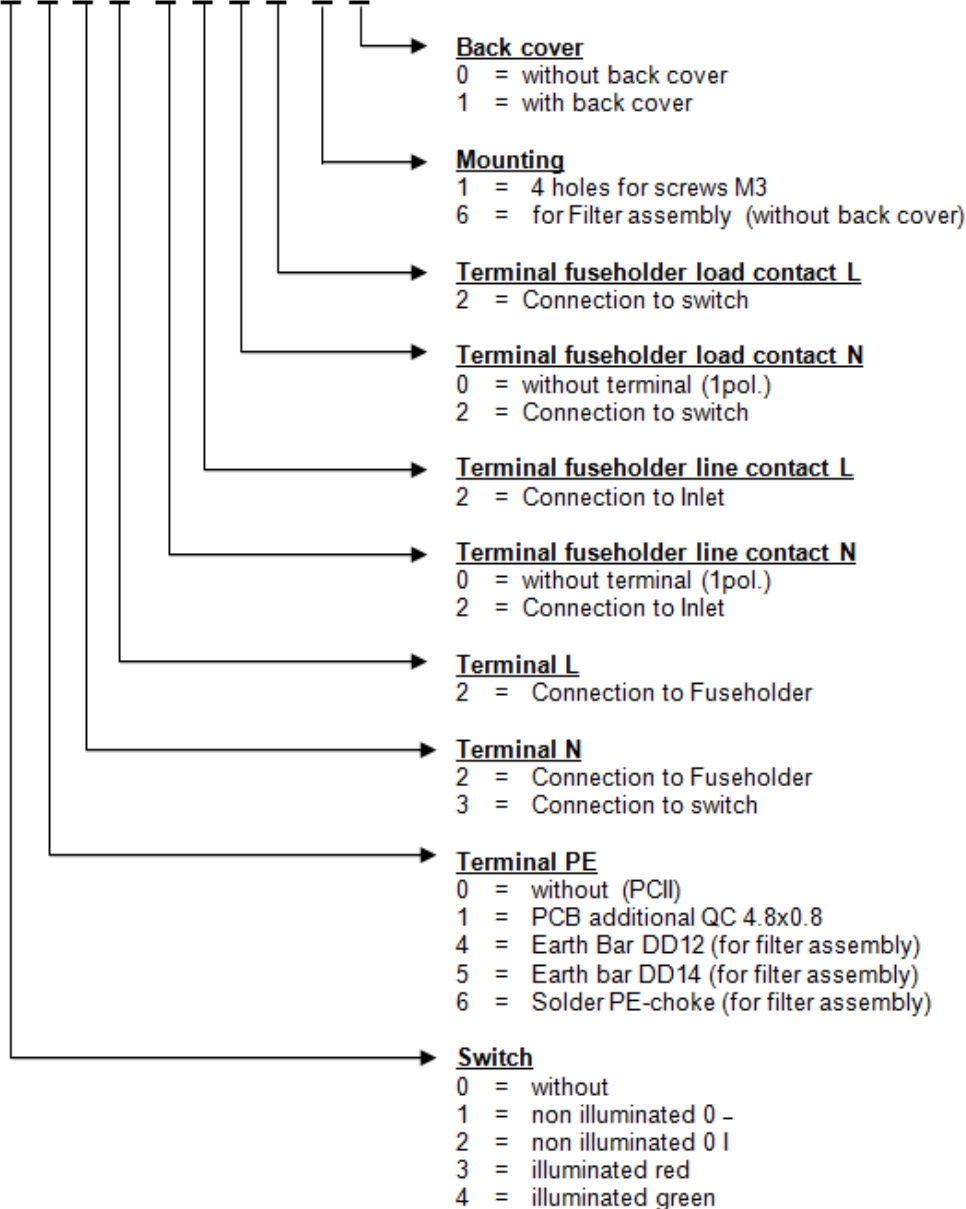 Back cover
0 = without back cover
1 = with back cover
Mounting
1 = 4 holes for screws M3
6 = for Filter assembly (without back cover)
Terminal fuseholder load contact L
2 = Connection to switch
Terminal fuseholder load contact N
0 = without terminal (1pol.)
2 = Connection to switch
Terminal fuseholder line contact L
2 = Connection to Inlet
Terminal fuseholder line contact N
0 = without terminal (1pol.)
2 = Connection to Inlet
Terminal L
2 = Connection to Fuseholder
Terminal N
2 = Connection to Fuseholder
3 = Connection to switch
Terminal PE
0 = without (PCII)
1 = PCB additional QC 4.8x0.8
4 = Earth Bar DD12 (for filter assembly)
5 = Earth bar DD14 (for filter assembly)
6 = Solder PE-choke (for filter assembly)
Switch
0 = without
1 = non illuminated 0 –
2 = non illuminated 0 I
3 = illuminated red
4 = illuminated green